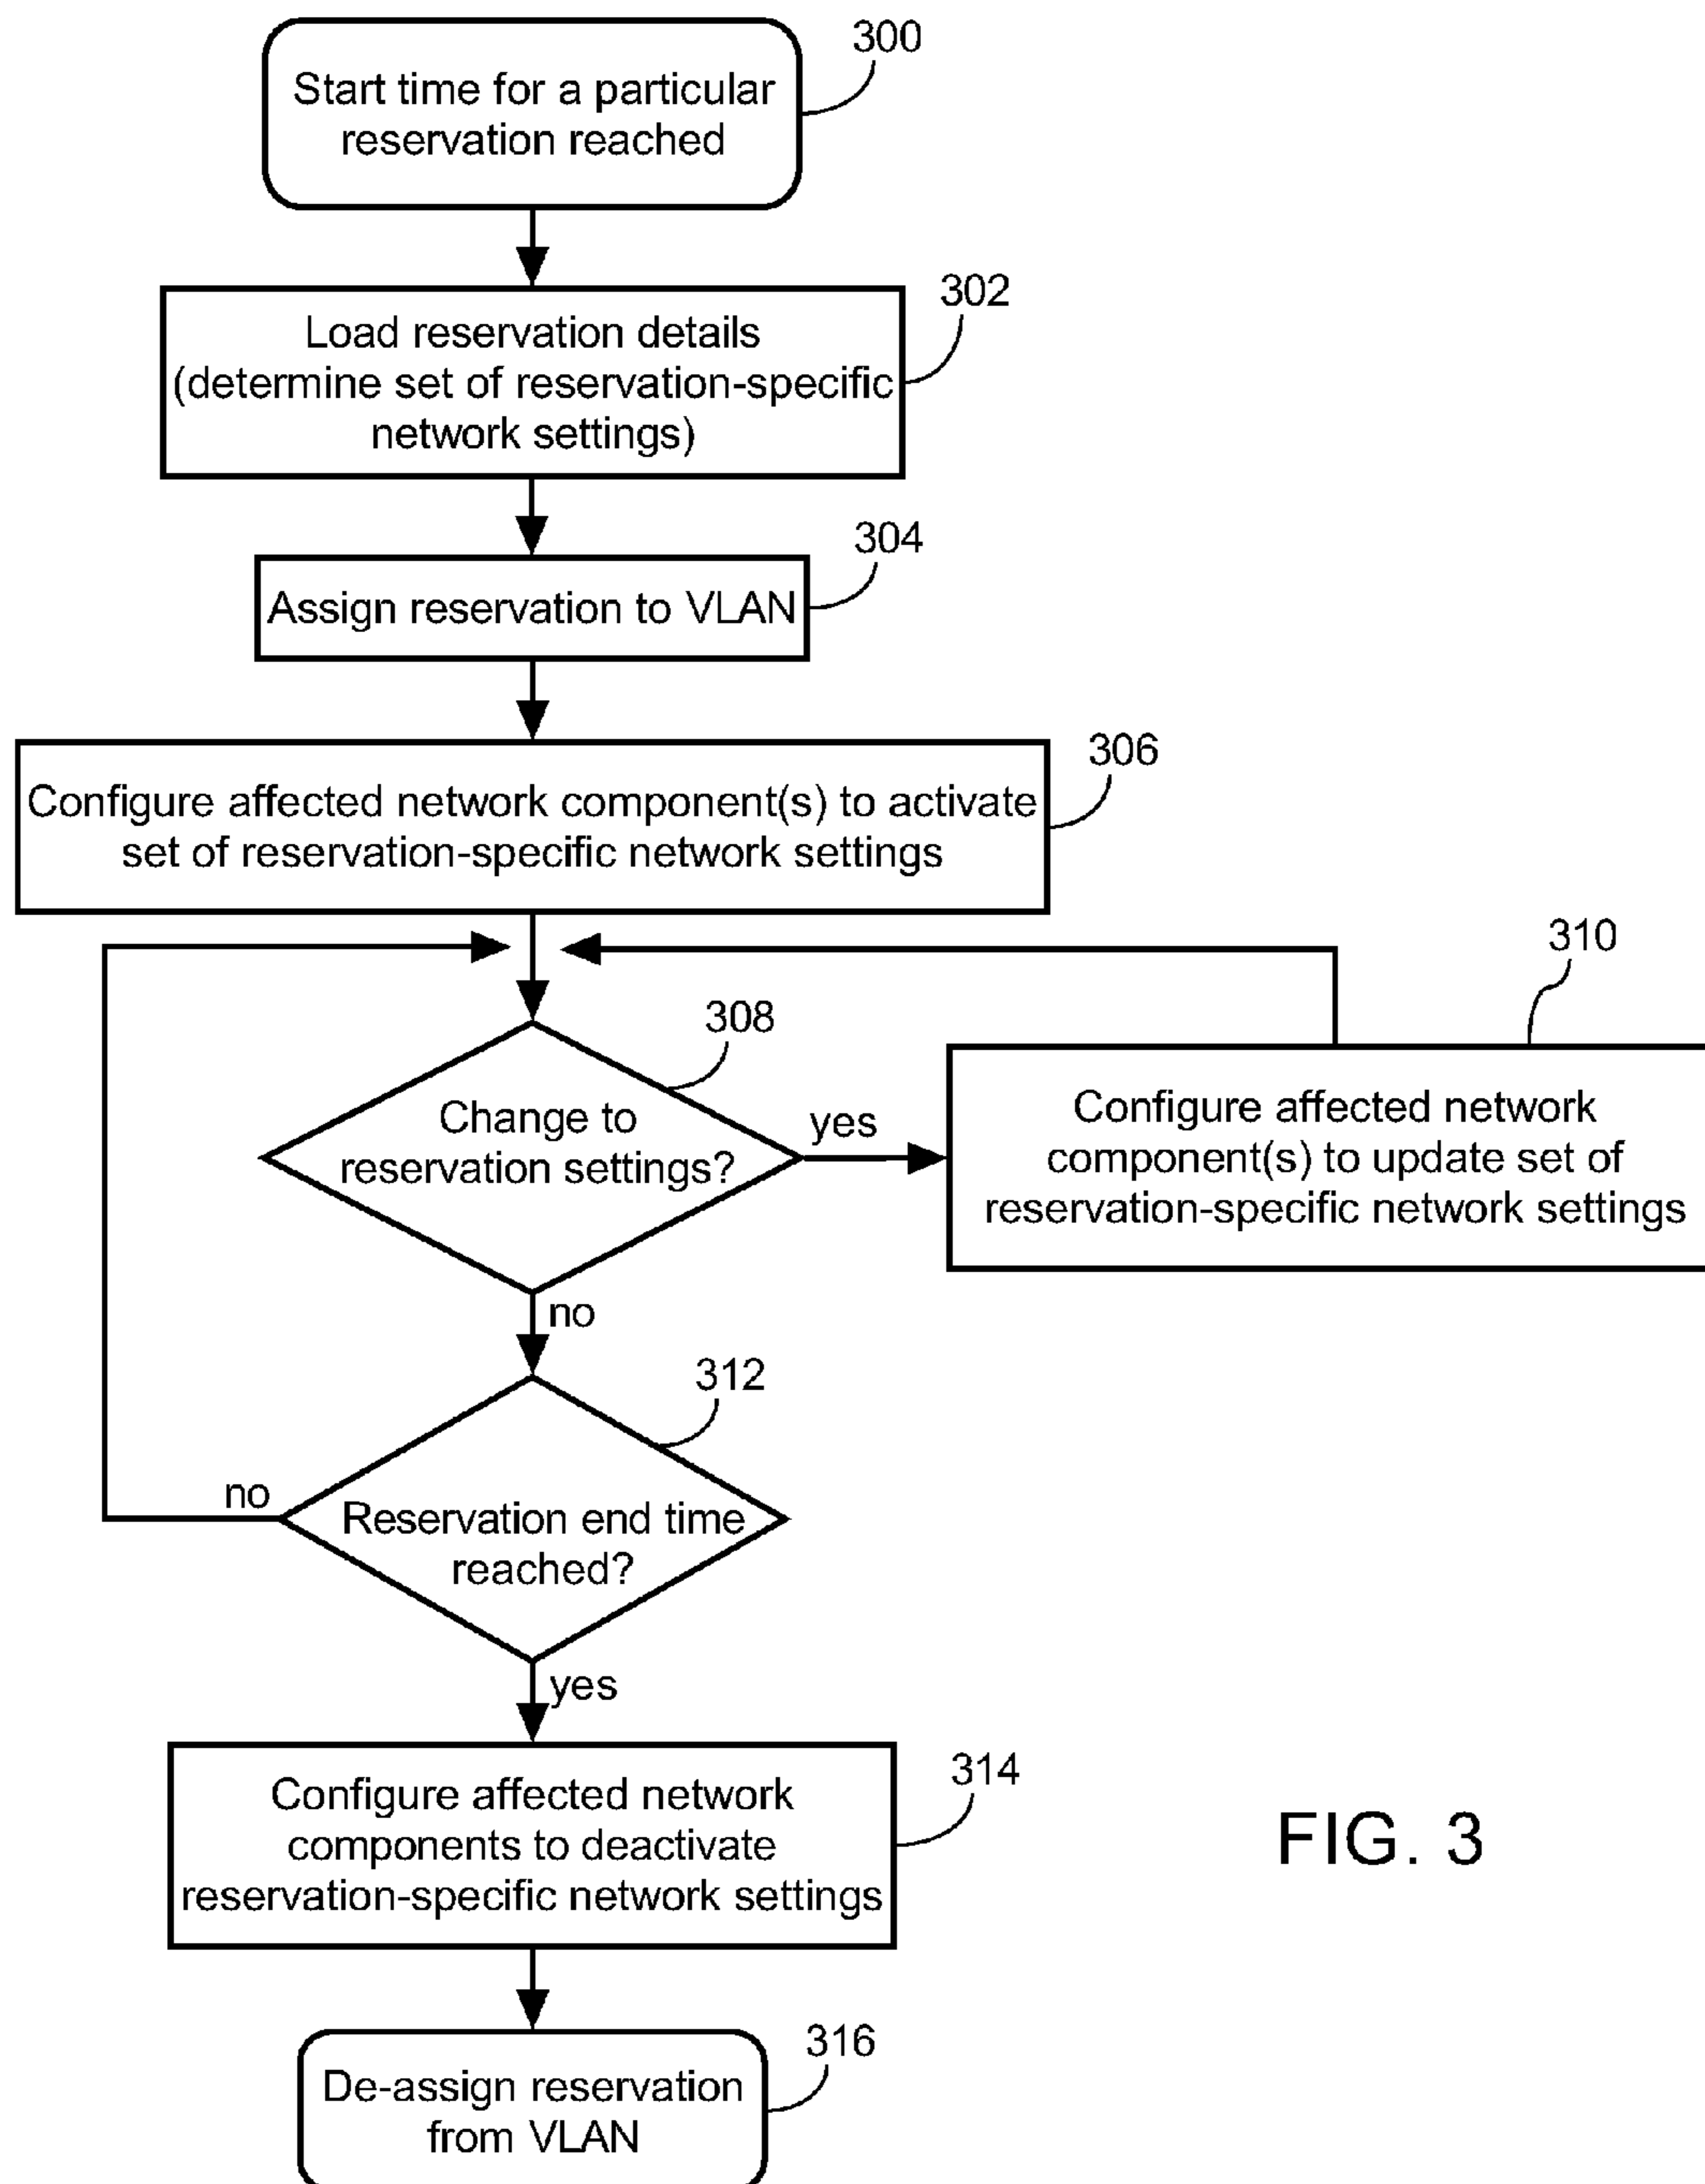 300
Start time for a particular
reservation reached
302
Load reservation details
(determine set of reservation-specific
network settings)
304
Assign reservation to VLAN
306
Configure affected network component(s) to activate
set of reservation-specific network settings
310
308
Change to
reservation settings?
yes
Configure affected network
component(s) to update set of
reservation-specific network settings
no
312
no
Reservation end time
reached?
yes
314
Configure affected network
components to deactivate
reservation-specific network settings
FIG. 3
316
De-assign reservation
from VLAN